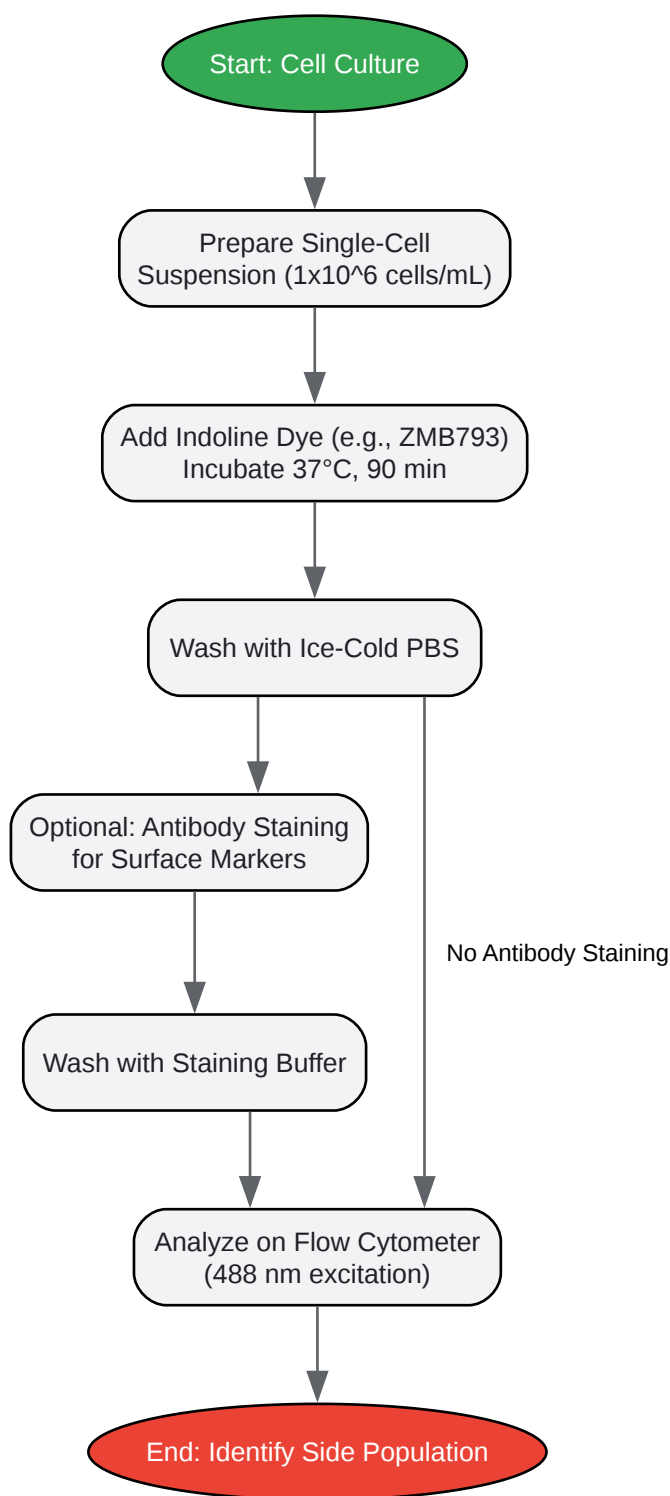 Start: Cell Culture
Prepare Single-Cell
Suspension (1x10^6 cells/mL)
Add Indoline Dye (e.g., ZMB793)
Incubate 37°C, 90 min
Wash with Ice-Cold PBS
Optional: Antibody Staining
for Surface Markers
No Antibody Staining
Wash with Staining Buffer
Analyze on Flow Cytometer
(488 nm excitation)
End: Identify Side Population